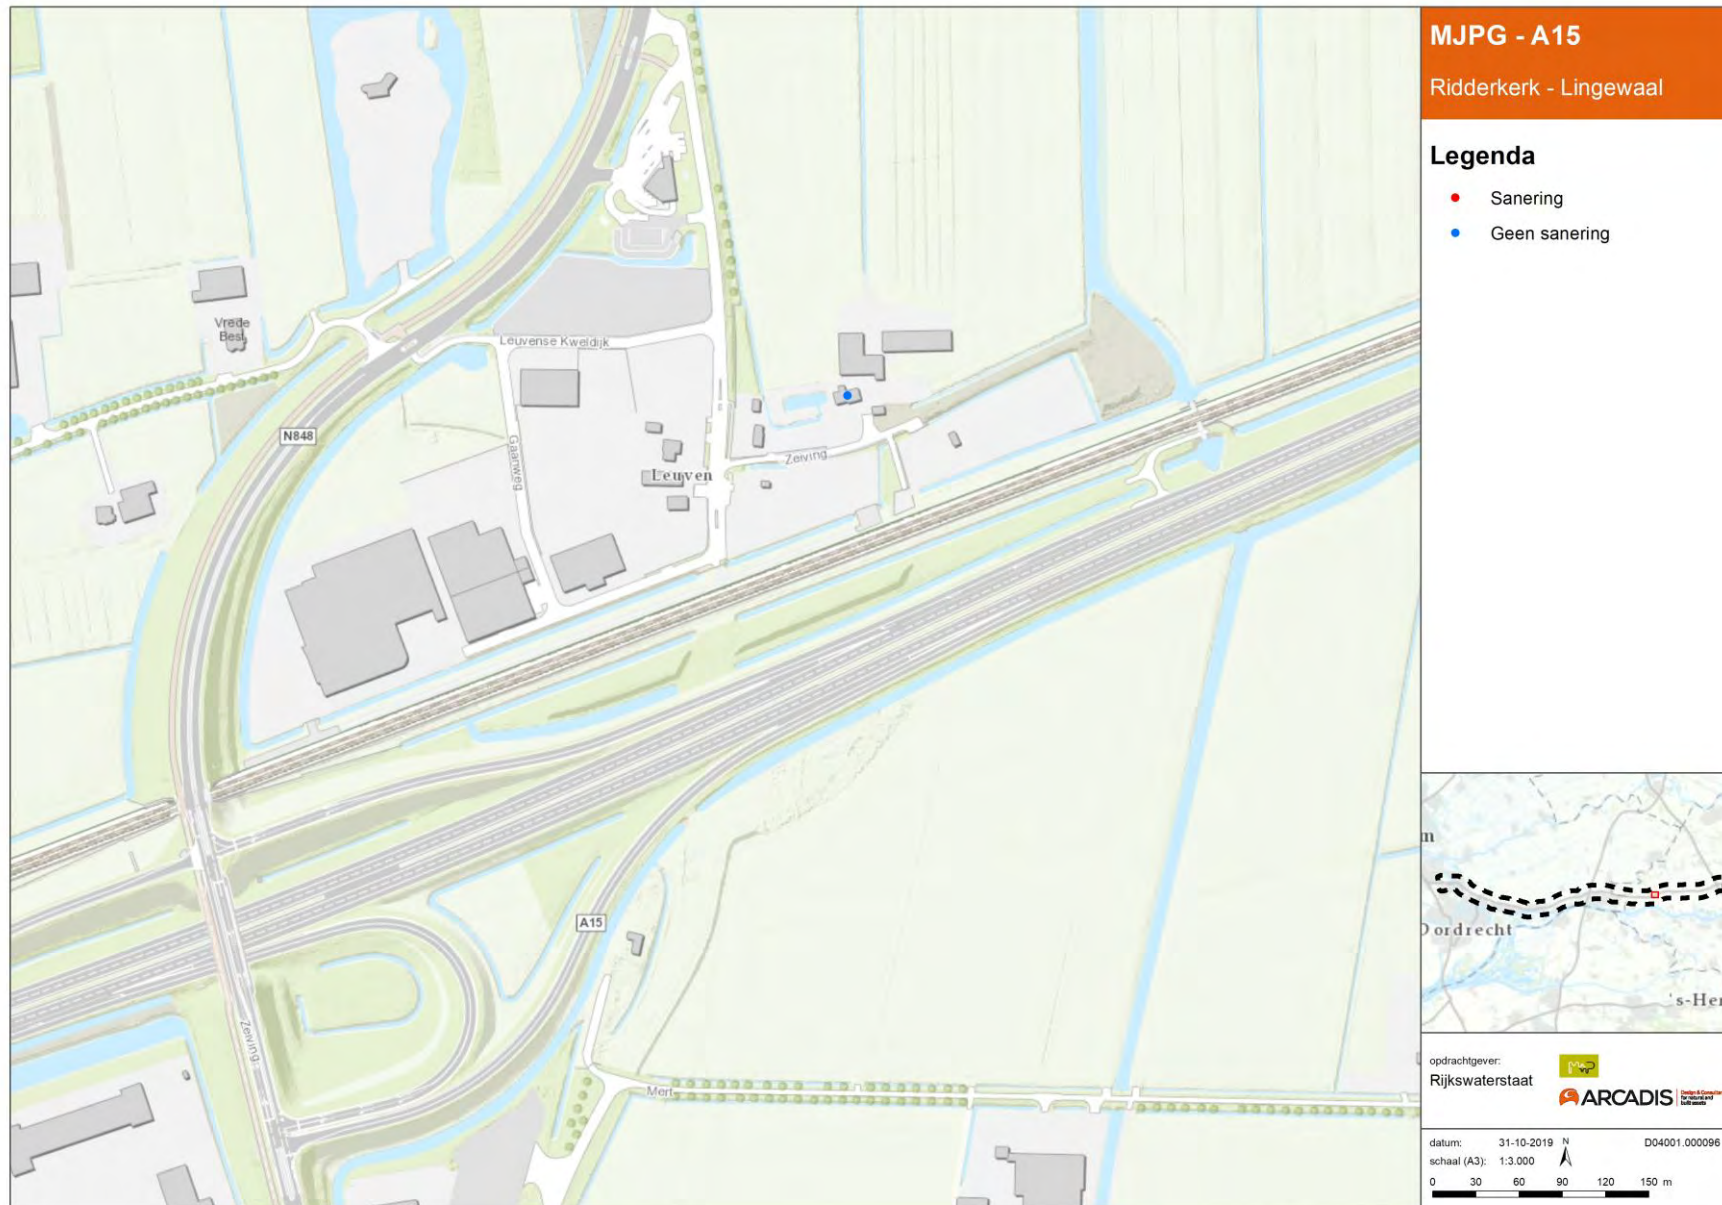 MJPG - A15
Ridderkerk - Lingewaal
Legenda
Sanering
Geen sanering
Vrede
Best
Leuvense Kweldijk
N848
Gaanweg
Leuven
Zeiving
A15
Zeiving
Mert
m
Dordrecht
's-Her
opdrachtgever:
Rijkswaterstaat
ARCADIS
datum: 31-10-2019 N D04001.000096
schaal (A3): 1:3.000
0 30 60 90 120 150 m